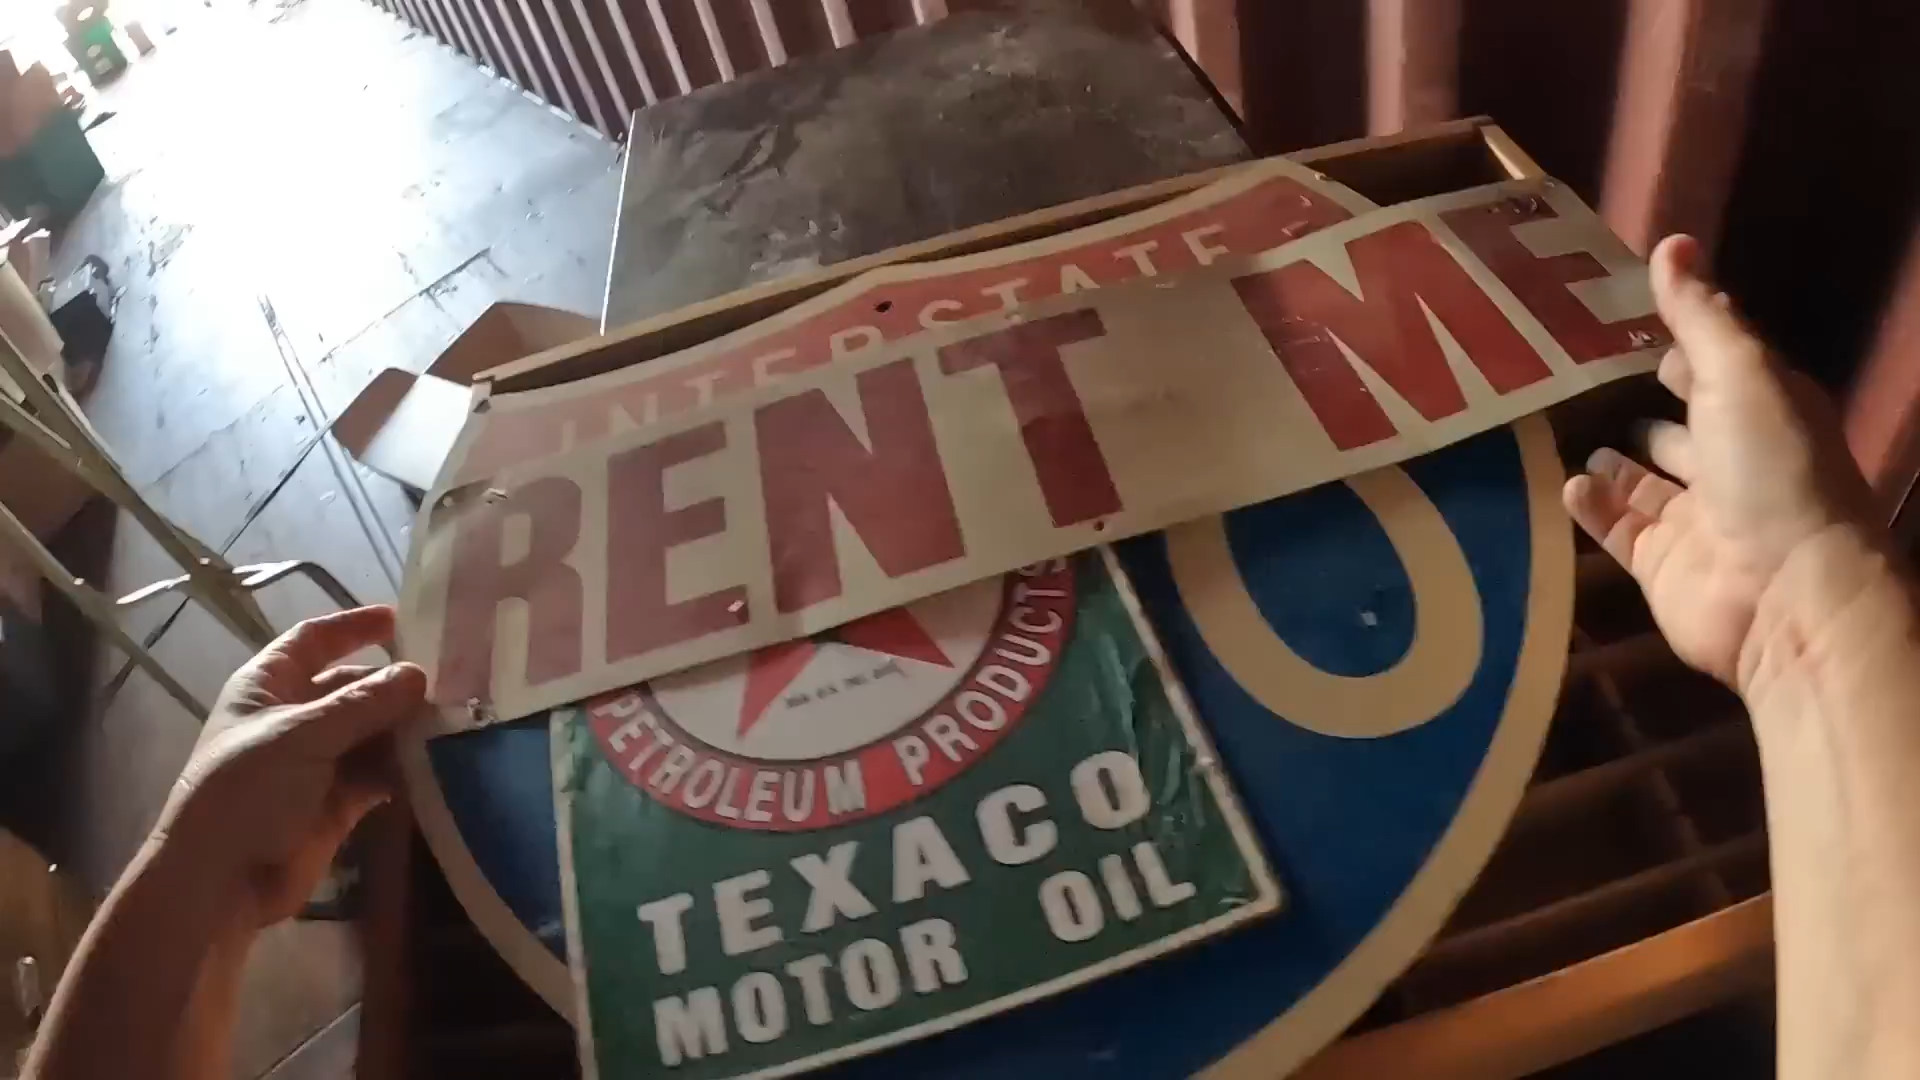 INTERSTATE
RENT ME
PETROLEUM PRODUCTS
TEXACO
MOTOR OIL